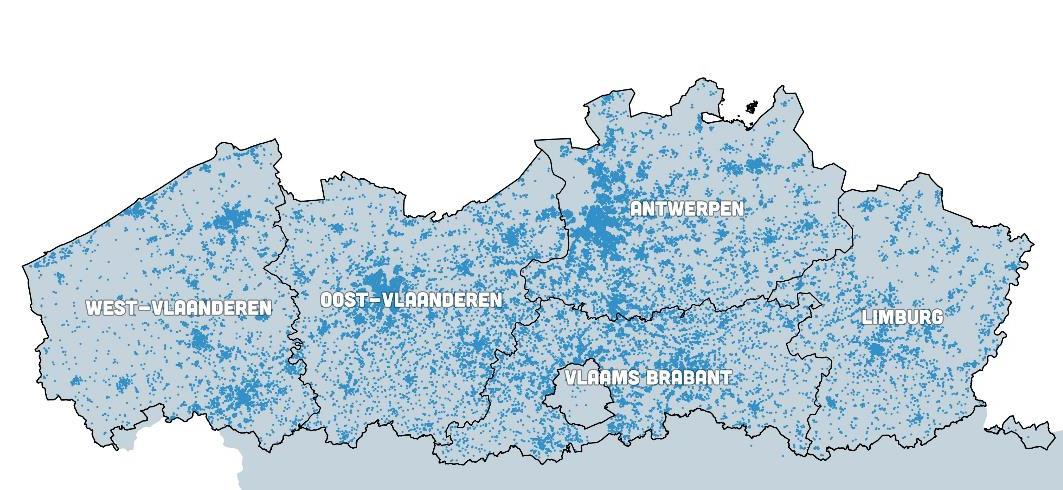 WEST-VLAANDEREN
OOST-VLAANDEREN
ANTWERPEN
VLAAMS BRABANT
LIMBURG